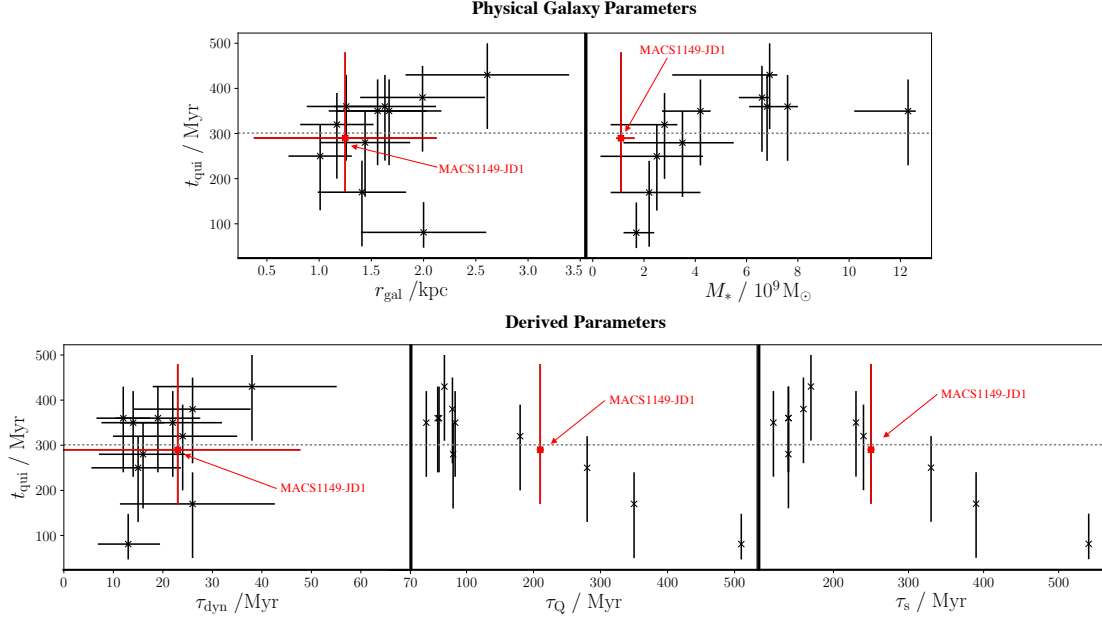 Physical Galaxy Parameters
500
400
300
200
100
t_qui / Myr
MACS1149-JD1
MACS1149-JD1
0.5 1.0 1.5 2.0 2.5 3.0 3.5
0 2 4 6 8 10 12
r_gal /kpc
M_* / 10^9 M_⊙
Derived Parameters
500
400
300
200
100
t_qui / Myr
MACS1149-JD1
MACS1149-JD1
MACS1149-JD1
0 10 20 30 40 50 60 70
100 200 300 400 500
200 300 400 500
τ_dyn /Myr
τ_Q / Myr
τ_s / Myr